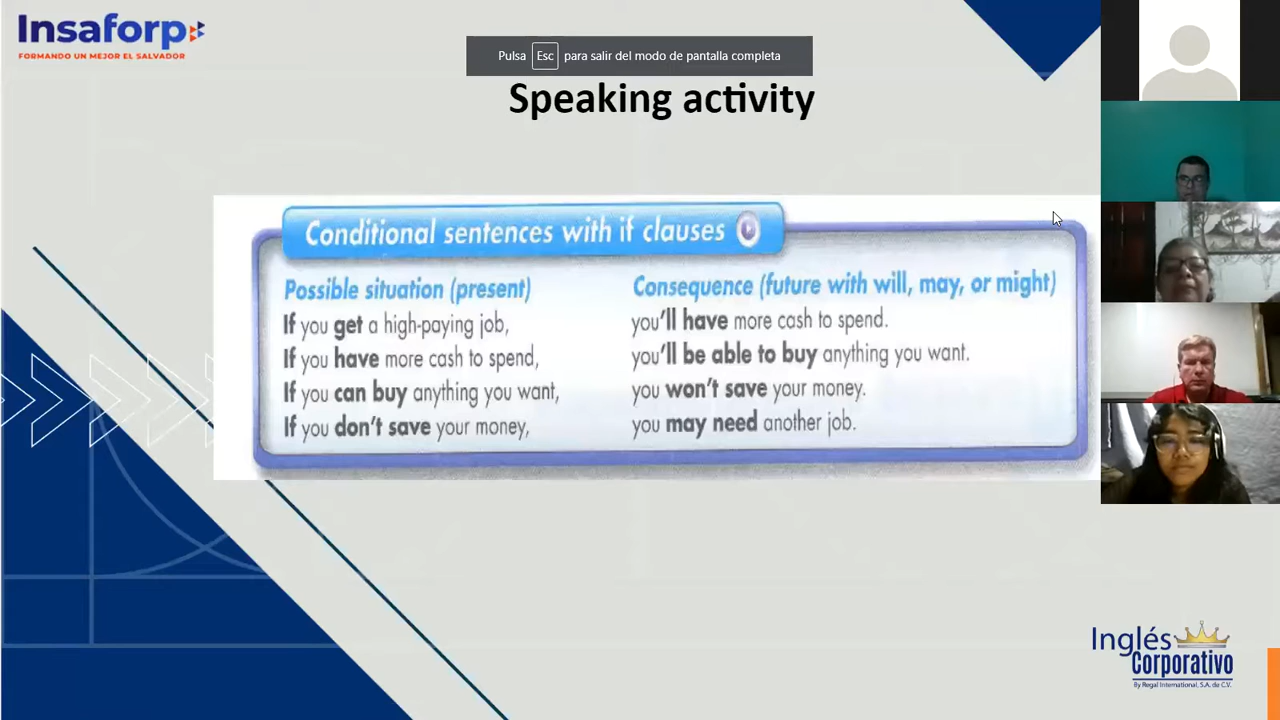 Insaforp
FORMANDO UN MEJOR EL SALVADOR
Pulsa Esc para salir del modo de pantalla completa
Speaking activity
Conditional sentences with if clauses
Possible situation (present)
Consequence (future with will, may, or might)
If you get a high-paying job,
you'll have more cash to spend.
If you have more cash to spend,
you'll be able to buy anything you want.
If you can buy anything you want,
you won't save your money.
If you don't save your money,
you may need another job.
Inglés
Corporativo
By Regal International, S.A. de C.V.